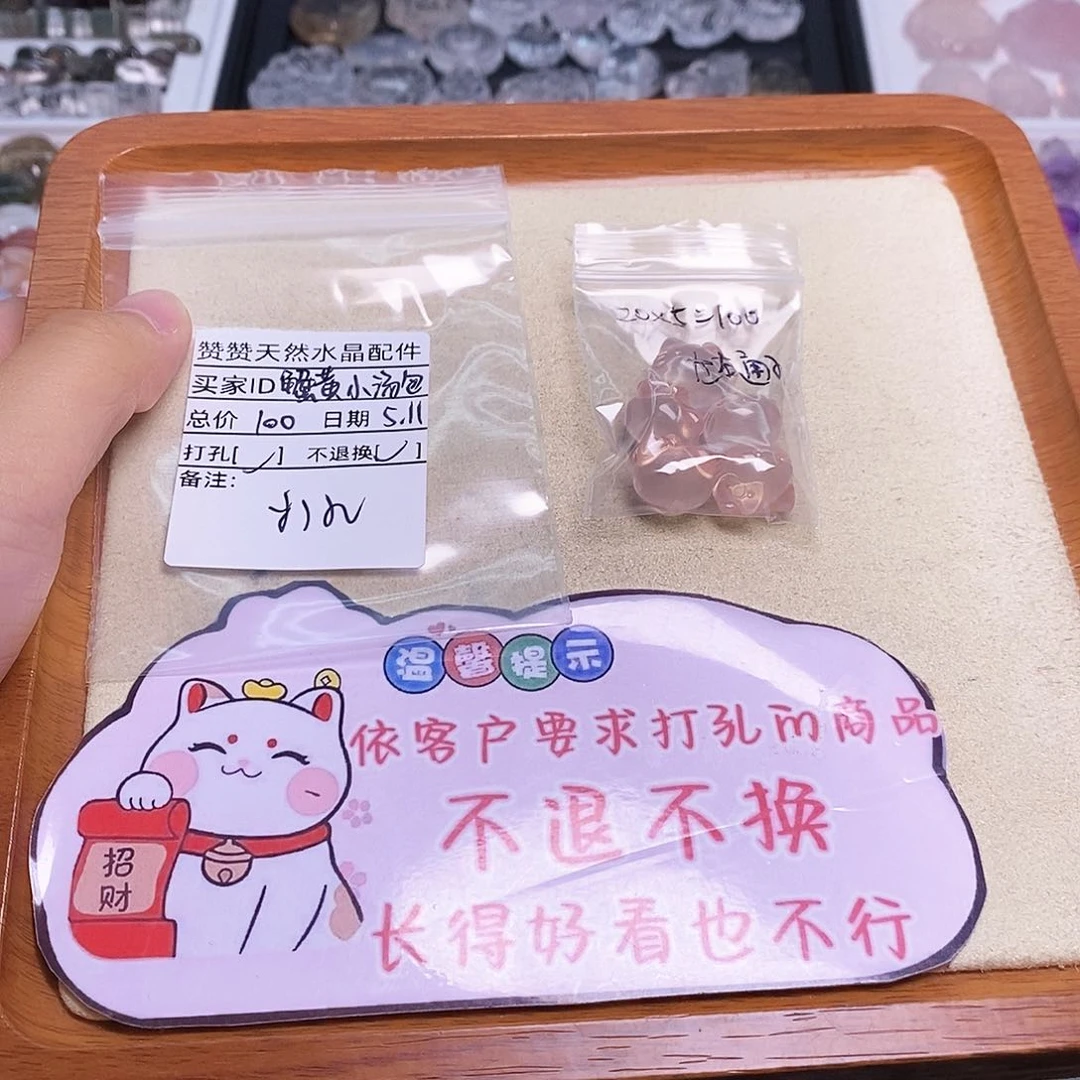 赞赞天然水晶配件
买家ID 蟹黄小汤包
总价 100 日期 5.11
打孔[✓] 不退换[✓]
备注：
打孔
20x5=100
温馨提示
依客户要求打孔的商品
不退不换
长得好看也不行
招
财